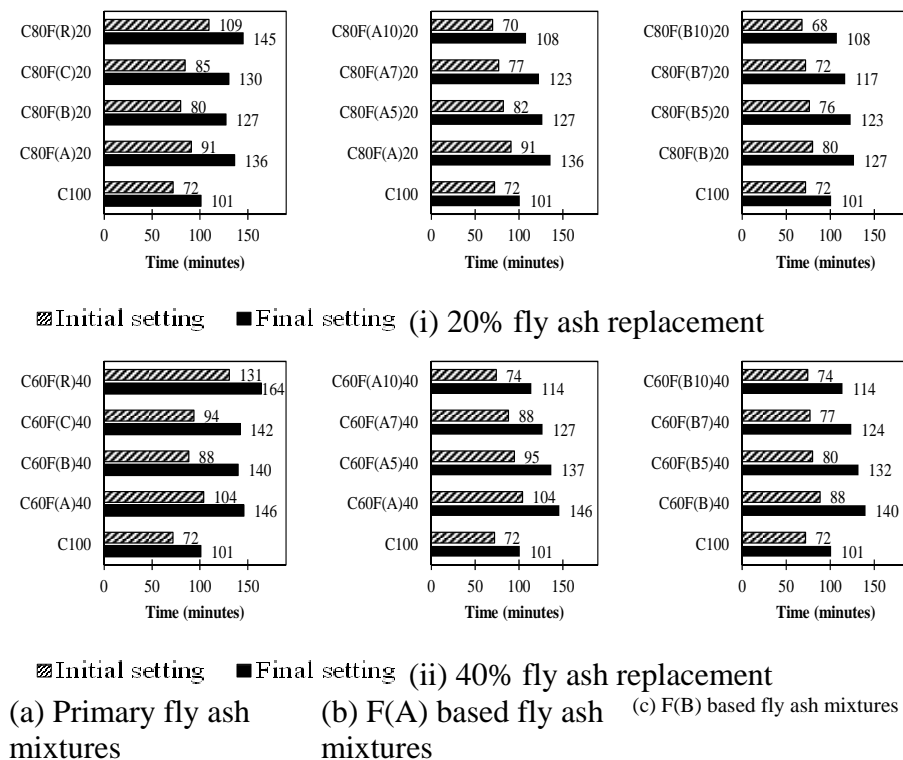 C80F(R)20 109
145
C80F(C)20 85
130
C80F(B)20 80
127
C80F(A)20 91
136
C100 72
101
0 50 100 150
Time (minutes)
C80F(A10)20 70
108
C80F(A7)20 77
123
C80F(A5)20 82
127
C80F(A)20 91
136
C100 72
101
0 50 100 150
Time (minutes)
C80F(B10)20 68
108
C80F(B7)20 72
117
C80F(B5)20 76
123
C80F(B)20 80
127
C100 72
101
0 50 100 150
Time (minutes)
Initial setting Final setting (i) 20% fly ash replacement
C60F(R)40 131
164
C60F(C)40 94
142
C60F(B)40 88
140
C60F(A)40 104
146
C100 72
101
0 50 100 150
Time (minutes)
C60F(A10)40 74
114
C60F(A7)40 88
127
C60F(A5)40 95
137
C60F(A)40 104
146
C100 72
101
0 50 100 150
Time (minutes)
C60F(B10)40 74
114
C60F(B7)40 77
124
C60F(B5)40 80
132
C60F(B)40 88
140
C100 72
101
0 50 100 150
Time (minutes)
Initial setting Final setting (ii) 40% fly ash replacement
(a) Primary fly ash
mixtures
(b) F(A) based fly ash
mixtures
(c) F(B) based fly ash mixtures